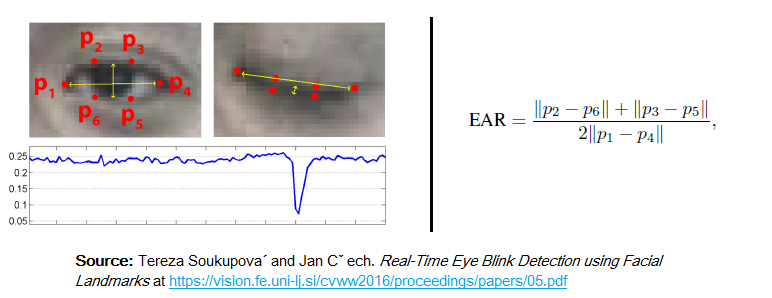 p2 p3
p1 p4
p6 p5
0.25
0.2
0.15
0.1
0.05
EAR = ‖p2 − p6‖ + ‖p3 − p5‖ / 2‖p1 − p4‖,
Source: Tereza Soukupova´ and Jan Cˇ ech. Real-Time Eye Blink Detection using Facial
Landmarks at https://vision.fe.uni-lj.si/cvww2016/proceedings/papers/05.pdf